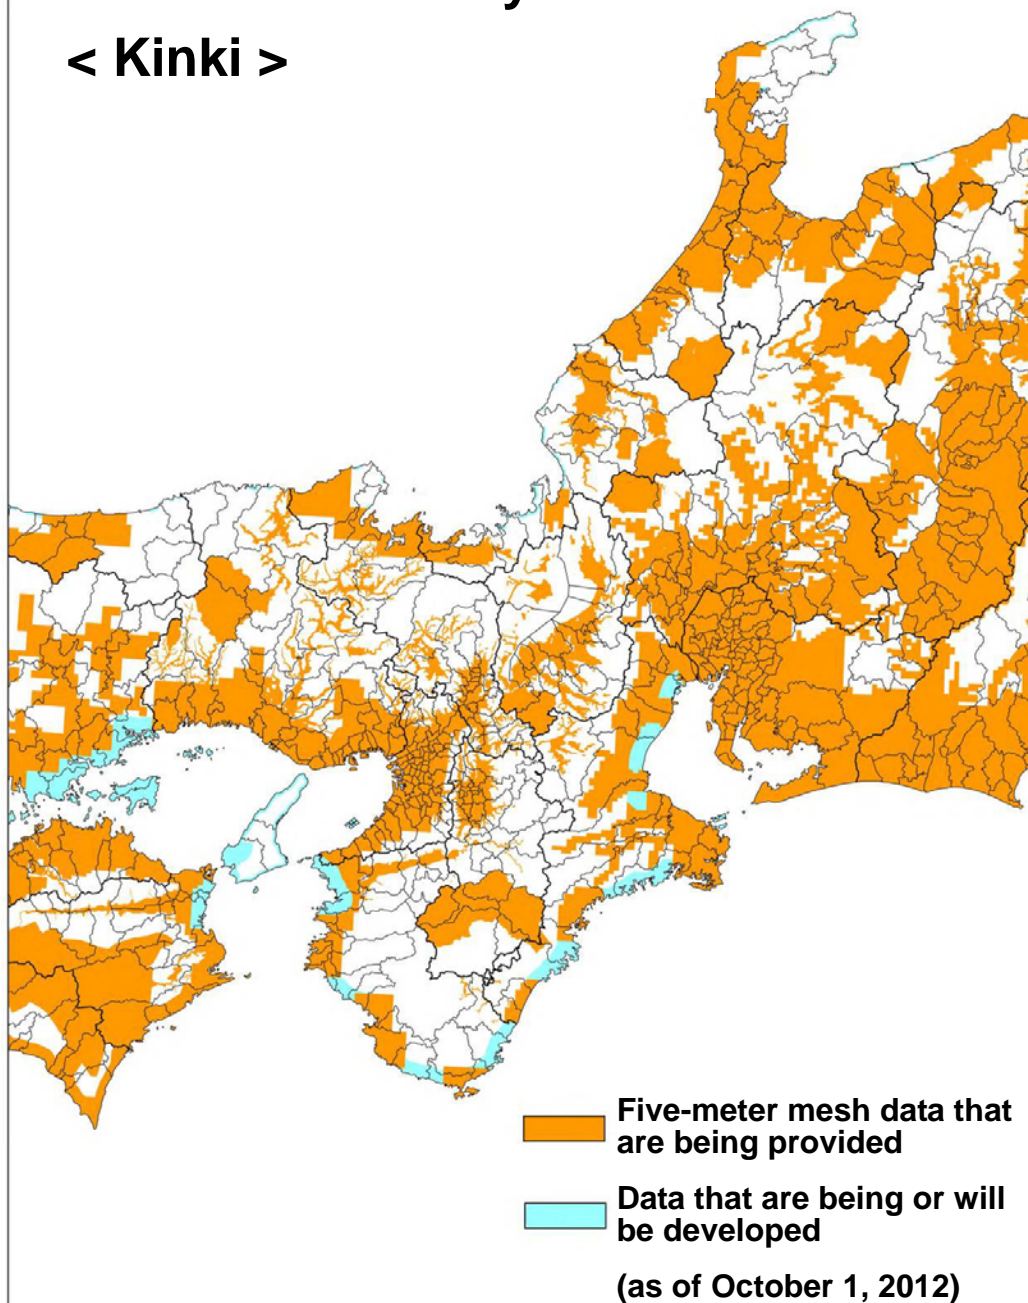 < Kinki >
Five-meter mesh data that
are being provided
Data that are being or will
be developed
(as of October 1, 2012)